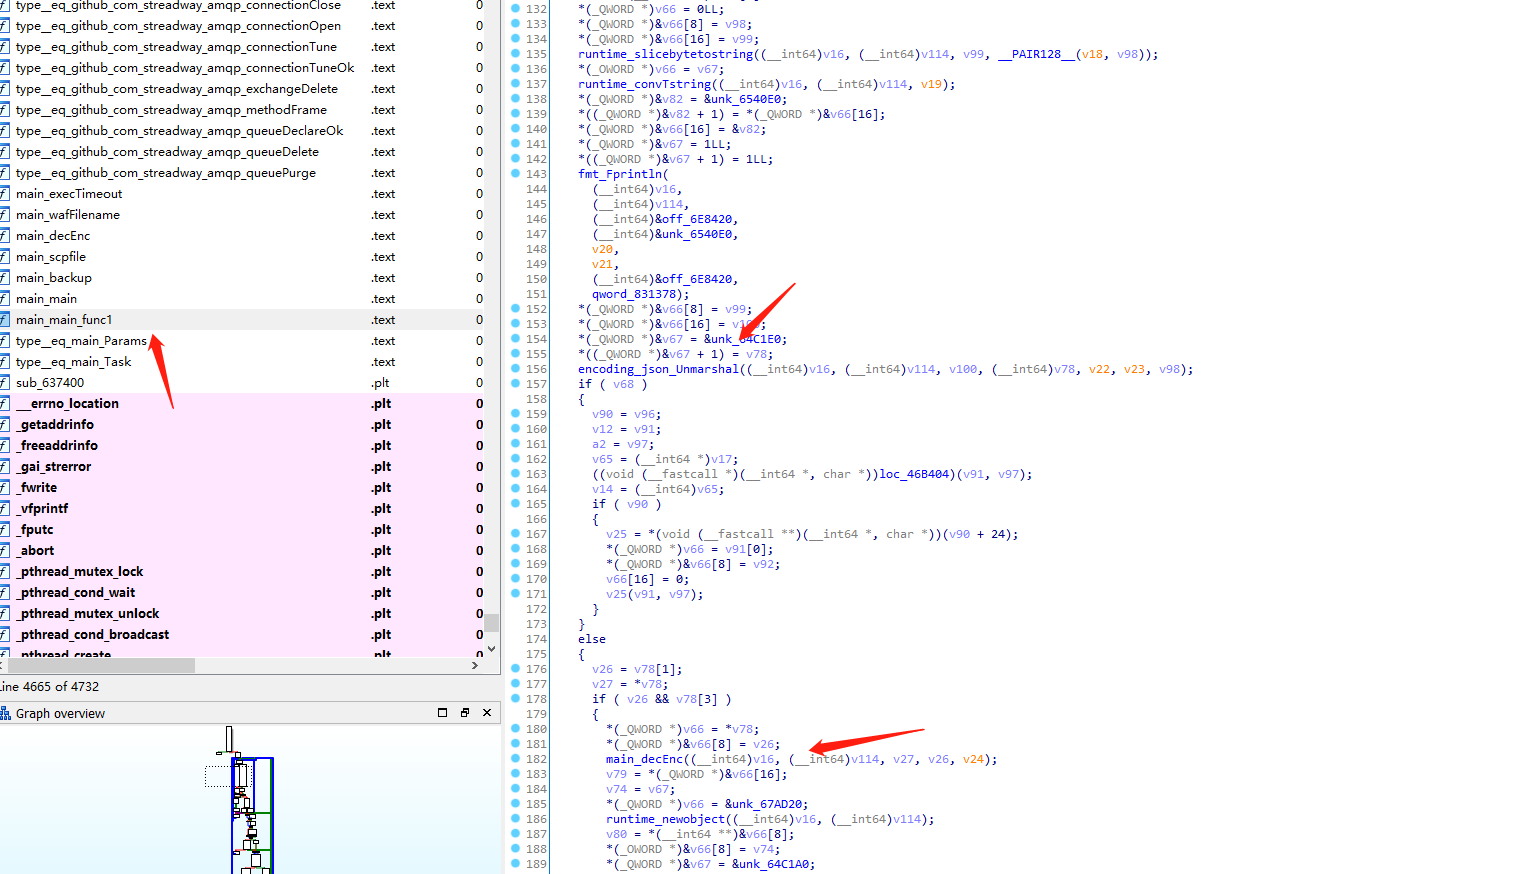 type__eq_github_com_streadway_amqp_connectionClose .text 0
type__eq_github_com_streadway_amqp_connectionOpen .text 0
type__eq_github_com_streadway_amqp_connectionTune .text 0
type__eq_github_com_streadway_amqp_connectionTuneOk .text 0
type__eq_github_com_streadway_amqp_exchangeDelete .text 0
type__eq_github_com_streadway_amqp_methodFrame .text 0
type__eq_github_com_streadway_amqp_queueDeclareOk .text 0
type__eq_github_com_streadway_amqp_queueDelete .text 0
type__eq_github_com_streadway_amqp_queuePurge .text 0
main_execTimeout .text 0
main_wafFilename .text 0
main_decEnc .text 0
main_scpfile .text 0
main_backup .text 0
main_main .text 0
main_main_func1 .text 0
type__eq_main_Params .text 0
type__eq_main_Task .text 0
sub_637400 .plt 0
___errno_location .plt 0
_getaddrinfo .plt 0
_freeaddrinfo .plt 0
_gai_strerror .plt 0
_fwrite .plt 0
_vfprintf .plt 0
_fputc .plt 0
_abort .plt 0
_pthread_mutex_lock .plt 0
_pthread_cond_wait .plt 0
_pthread_mutex_unlock .plt 0
_pthread_cond_broadcast .plt 0
_pthread_create .plt 0
Line 4665 of 4732
Graph overview
132 *(_QWORD *)v66 = 0LL;
133 *(_QWORD *)&v66[8] = v98;
134 *(_QWORD *)&v66[16] = v99;
135 runtime_slicebytetostring((__int64)v16, (__int64)v114, v99, __PAIR128__(v18, v98));
136 *(_QWORD *)v66 = v67;
137 runtime_convTstring((__int64)v16, (__int64)v114, v19);
138 *(_QWORD *)&v82 = &unk_6540E0;
139 *((_QWORD *)&v82 + 1) = *(_QWORD *)&v66[16];
140 *(_QWORD *)&v66[16] = &v82;
141 *(_QWORD *)&v67 = 1LL;
142 *((_QWORD *)&v67 + 1) = 1LL;
143 fmt_Fprintln(
144 (__int64)v16,
145 (__int64)v114,
146 (__int64)&off_6E8420,
147 (__int64)&unk_6540E0,
148 v20,
149 v21,
150 (__int64)&off_6E8420,
151 qword_831378);
152 *(_QWORD *)&v66[8] = v99;
153 *(_QWORD *)&v66[16] =
154 *(_QWORD *)&v67 = &unk_64C1E0;
155 *((_QWORD *)&v67 + 1) = v78;
156 encoding_json_Unmarshal((__int64)v16, (__int64)v114, v100, (__int64)v78, v22, v23, v98);
157 if ( v68 )
158 {
159 v90 = v96;
160 v12 = v91;
161 a2 = v97;
162 v65 = (__int64 *)v17;
163 ((void (__fastcall *)(__int64 *, char *))loc_46B404)(v91, v97);
164 v14 = (__int64)v65;
165 if ( v90 )
166 {
167 v25 = *(void (__fastcall **)(__int64 *, char *))(v90 + 24);
168 *(_QWORD *)v66 = v91[0];
169 *(_QWORD *)&v66[8] = v92;
170 v66[16] = 0;
171 v25(v91, v97);
172 }
173 }
174 else
175 {
176 v26 = v78[1];
177 v27 = *v78;
178 if ( v26 && v78[3] )
179 {
180 *(_QWORD *)v66 = *v78;
181 *(_QWORD *)&v66[8] = v26;
182 main_decEnc((__int64)v16, (__int64)v114, v27, v26, v24);
183 v79 = *(_QWORD *)&v66[16];
184 v74 = v67;
185 *(_QWORD *)v66 = &unk_67AD20;
186 runtime_newobject((__int64)v16, (__int64)v114);
187 v80 = *(__int64 **)&v66[8];
188 *(_QWORD *)&v66[8] = v74;
189 *(_QWORD *)&v67 = &unk_64C1A0;